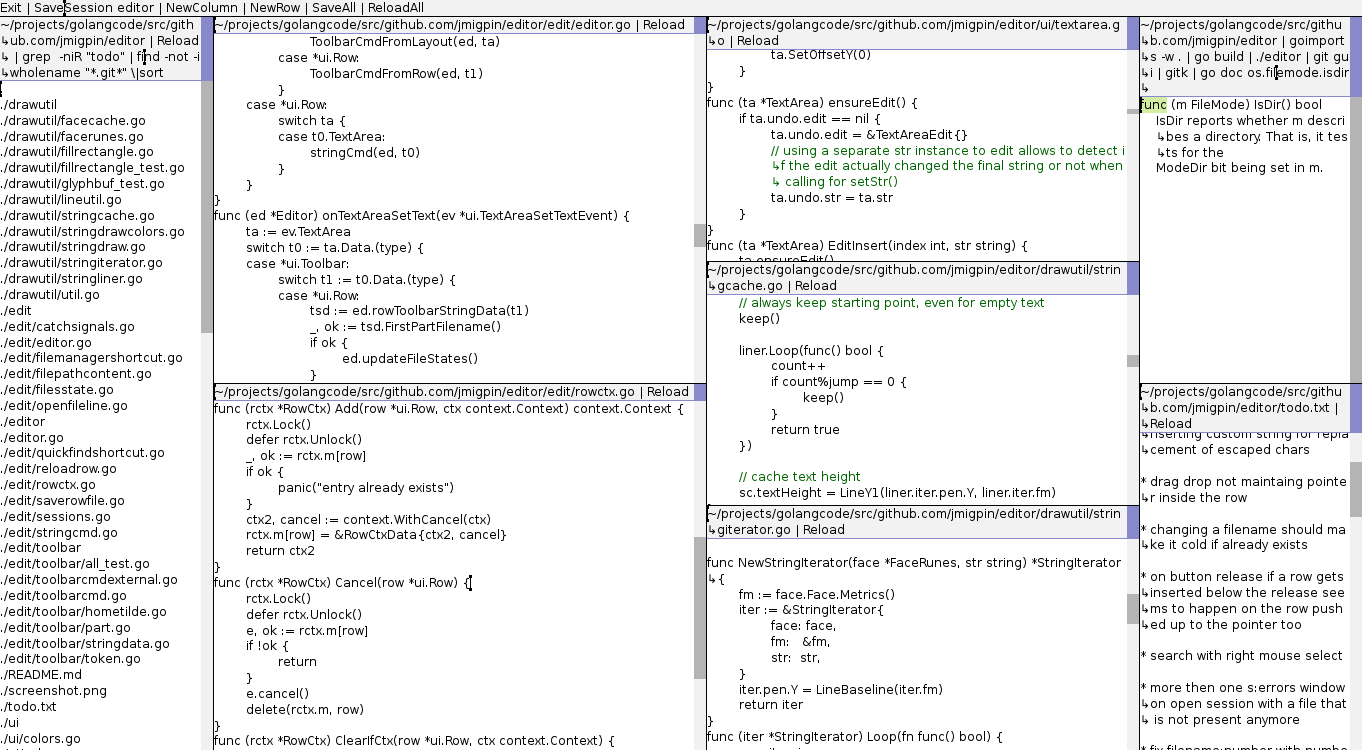 Exit | SaveSession editor | NewColumn | NewRow | SaveAll | ReloadAll
~/projects/golangcode/src/gith
↳ub.com/jmigpin/editor | Reload
↳ | grep  -niR "todo" | find -not -i
↳wholename "*.git*" \|sort
./drawutil
./drawutil/facecache.go
./drawutil/facerunes.go
./drawutil/fillrectangle.go
./drawutil/fillrectangle_test.go
./drawutil/glyphbuf_test.go
./drawutil/lineutil.go
./drawutil/stringcache.go
./drawutil/stringdrawcolors.go
./drawutil/stringdraw.go
./drawutil/stringiterator.go
./drawutil/stringliner.go
./drawutil/util.go
./edit
./edit/catchsignals.go
./edit/editor.go
./edit/filemanagershortcut.go
./edit/filepathcontent.go
./edit/filesstate.go
./edit/openfileline.go
./editor
./editor.go
./edit/quickfindshortcut.go
./edit/reloadrow.go
./edit/rowctx.go
./edit/saverowfile.go
./edit/sessions.go
./edit/stringcmd.go
./edit/toolbar
./edit/toolbar/all_test.go
./edit/toolbarcmdexternal.go
./edit/toolbarcmd.go
./edit/toolbar/hometilde.go
./edit/toolbar/part.go
./edit/toolbar/stringdata.go
./edit/toolbar/token.go
./README.md
./screenshot.png
./todo.txt
./ui
./ui/colors.go
~/projects/golangcode/src/github.com/jmigpin/editor/edit/editor.go | Reload
ToolbarCmdFromLayout(ed, ta)
case *ui.Row:
ToolbarCmdFromRow(ed, t1)
}
case *ui.Row:
switch ta {
case t0.TextArea:
stringCmd(ed, t0)
}
}
}
func (ed *Editor) onTextAreaSetText(ev *ui.TextAreaSetTextEvent) {
ta := ev.TextArea
switch t0 := ta.Data.(type) {
case *ui.Toolbar:
switch t1 := t0.Data.(type) {
case *ui.Row:
tsd := ed.rowToolbarStringData(t1)
_, ok := tsd.FirstPartFilename()
if ok {
ed.updateFileStates()
}
~/projects/golangcode/src/github.com/jmigpin/editor/edit/rowctx.go | Reload
func (rctx *RowCtx) Add(row *ui.Row, ctx context.Context) context.Context {
rctx.Lock()
defer rctx.Unlock()
_, ok := rctx.m[row]
if ok {
panic("entry already exists")
}
ctx2, cancel := context.WithCancel(ctx)
rctx.m[row] = &RowCtxData{ctx2, cancel}
return ctx2
}
func (rctx *RowCtx) Cancel(row *ui.Row) {
rctx.Lock()
defer rctx.Unlock()
e, ok := rctx.m[row]
if !ok {
return
}
e.cancel()
delete(rctx.m, row)
}
func (rctx *RowCtx) ClearIfCtx(row *ui.Row, ctx context.Context) {
~/projects/golangcode/src/github.com/jmigpin/editor/ui/textarea.g
↳o | Reload
ta.SetOffsetY(0)
}
}
func (ta *TextArea) ensureEdit() {
if ta.undo.edit == nil {
ta.undo.edit = &TextAreaEdit{}
// using a separate str instance to edit allows to detect i
↳f the edit actually changed the final string or not when
↳ calling for setStr()
ta.undo.str = ta.str
}
}
func (ta *TextArea) EditInsert(index int, str string) {
ta.ensureEdit()
~/projects/golangcode/src/github.com/jmigpin/editor/drawutil/strin
↳gcache.go | Reload
// always keep starting point, even for empty text
keep()
liner.Loop(func() bool {
count++
if count%jump == 0 {
keep()
}
return true
})
// cache text height
sc.textHeight = LineY1(liner.iter.pen.Y, liner.iter.fm)
~/projects/golangcode/src/github.com/jmigpin/editor/drawutil/strin
↳giterator.go | Reload
func NewStringIterator(face *FaceRunes, str string) *StringIterator
↳{
fm := face.Face.Metrics()
iter := &StringIterator{
face: face,
fm:   &fm,
str:  str,
}
iter.pen.Y = LineBaseline(iter.fm)
return iter
}
func (iter *StringIterator) Loop(fn func() bool) {
~/projects/golangcode/src/githu
↳b.com/jmigpin/editor | goimport
↳s -w . | go build | ./editor | git gu
↳i | gitk | go doc os.filemode.isdir
↳
func (m FileMode) IsDir() bool
IsDir reports whether m descri
↳bes a directory. That is, it tes
↳ts for the
ModeDir bit being set in m.
~/projects/golangcode/src/githu
↳b.com/jmigpin/editor/todo.txt |
↳Reload
↳nserting custom string for repla
↳cement of escaped chars
* drag drop not maintaing pointe
↳r inside the row
* changing a filename should ma
↳ke it cold if already exists
* on button release if a row gets
↳inserted below the release see
↳ms to happen on the row push
↳ed up to the pointer too
* search with right mouse select
* more then one s:errors window
↳on open session with a file that
↳ is not present anymore